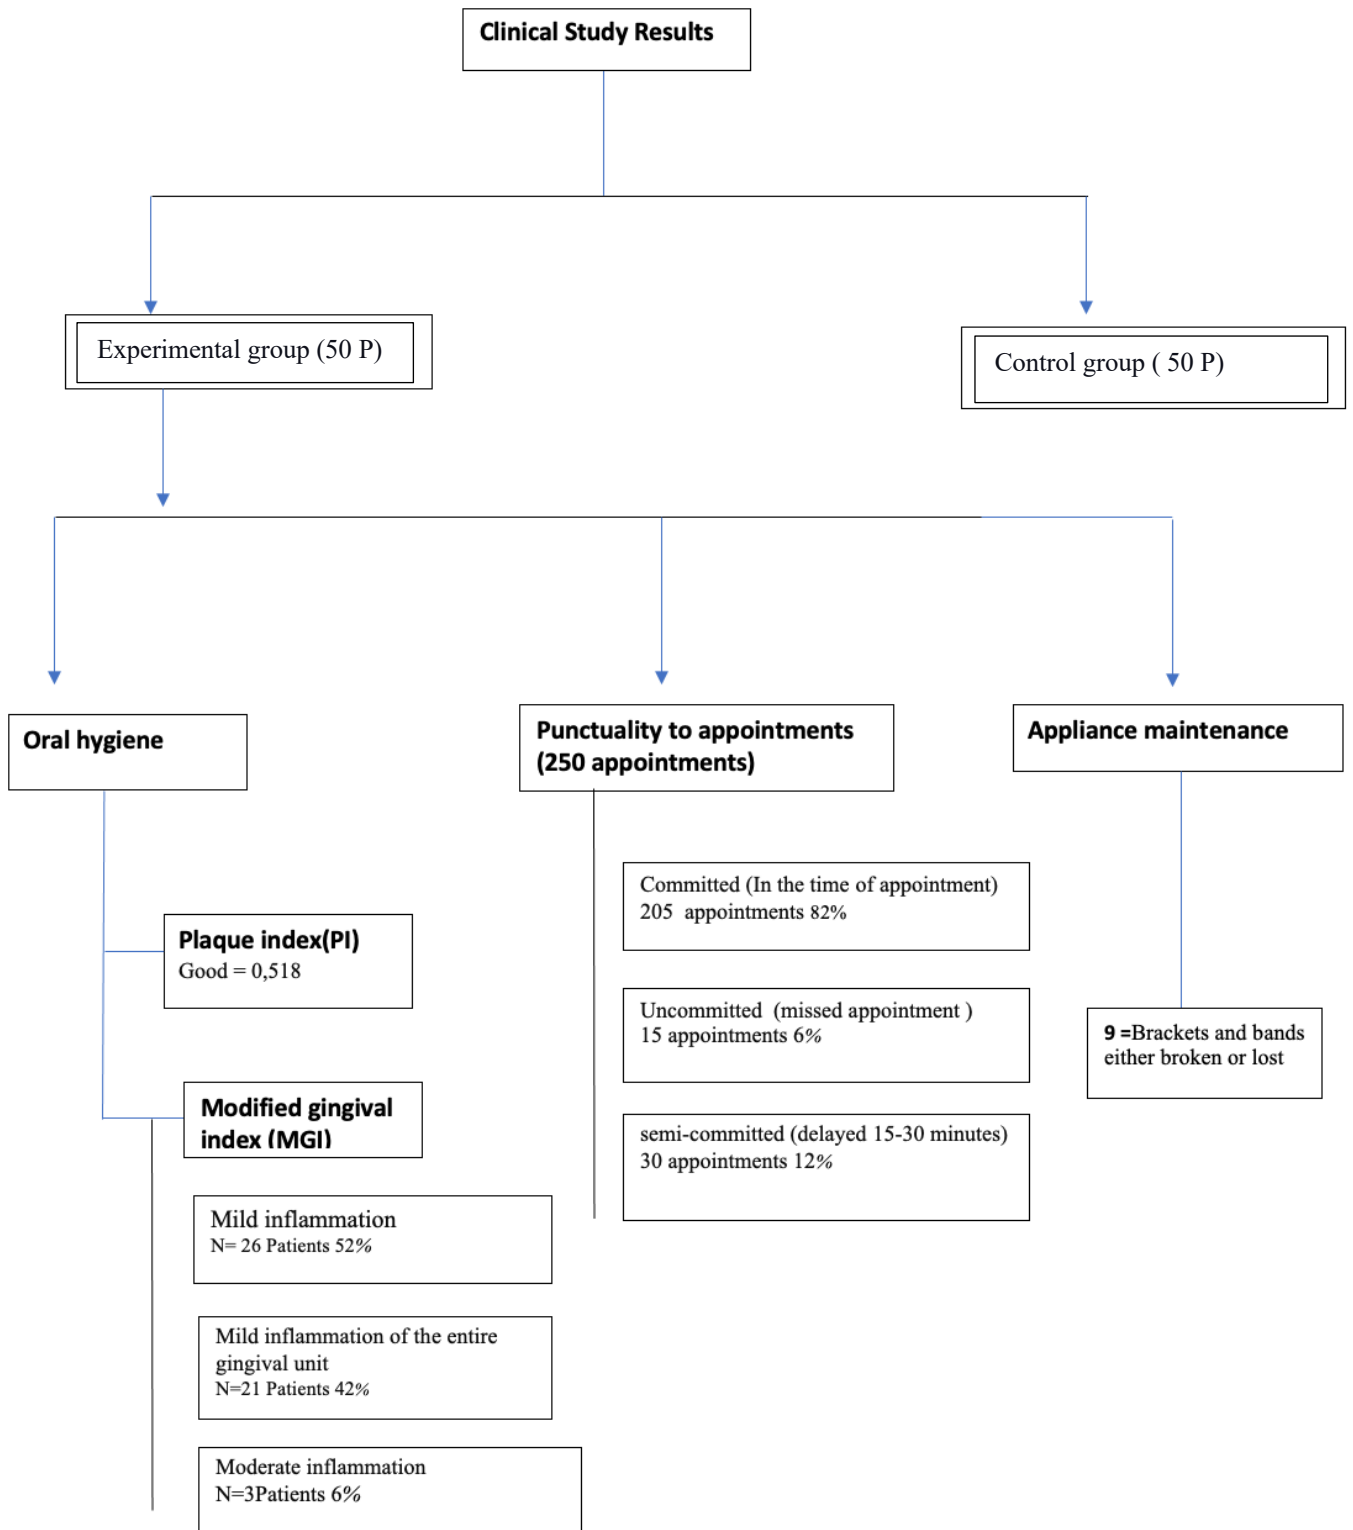 Clinical Study Results
Experimental group (50 P)
Control group ( 50 P)
Oral hygiene
Plaque index(PI)
Good = 0,518
Modified gingival
index (MGI)
Mild inflammation
N= 26 Patients 52%
Mild inflammation of the entire
gingival unit
N=21 Patients 42%
Moderate inflammation
N=3Patients 6%
Punctuality to appointments
(250 appointments)
Committed (In the time of appointment)
205  appointments 82%
Uncommitted  (missed appointment )
15 appointments 6%
semi-committed (delayed 15-30 minutes)
30 appointments 12%
Appliance maintenance
9 =Brackets and bands
either broken or lost